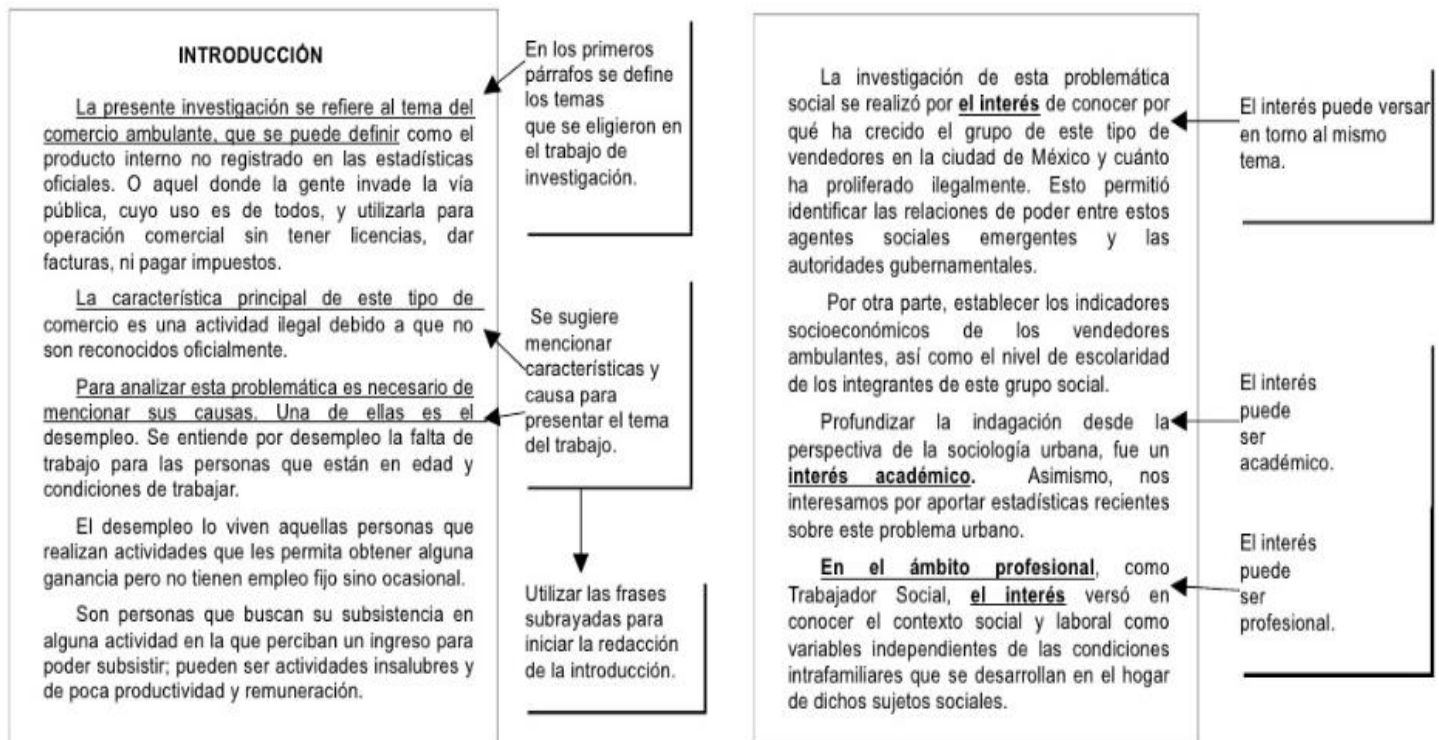 INTRODUCCIÓN
La presente investigación se refiere al tema del
comercio ambulante, que se puede definir como el
producto interno no registrado en las estadísticas
oficiales. O aquel donde la gente invade la vía
pública, cuyo uso es de todos, y utilizarla para
operación comercial sin tener licencias, dar
facturas, ni pagar impuestos.
La característica principal de este tipo de
comercio es una actividad ilegal debido a que no
son reconocidos oficialmente.
Para analizar esta problemática es necesario de
mencionar sus causas. Una de ellas es el
desempleo. Se entiende por desempleo la falta de
trabajo para las personas que están en edad y
condiciones de trabajar.
El desempleo lo viven aquellas personas que
realizan actividades que les permita obtener alguna
ganancia pero no tienen empleo fijo sino ocasional.
Son personas que buscan su subsistencia en
alguna actividad en la que perciban un ingreso para
poder subsistir; pueden ser actividades insalubres y
de poca productividad y remuneración.
En los primeros
párrafos se define
los temas
que se eligieron en
el trabajo de
investigación.
Se sugiere
mencionar
características y
causa para
presentar el tema
del trabajo.
Utilizar las frases
subrayadas para
iniciar la redacción
de la introducción.
La investigación de esta problemática
social se realizó por el interés de conocer por
qué ha crecido el grupo de este tipo de
vendedores en la ciudad de México y cuánto
ha proliferado ilegalmente. Esto permitió
identificar las relaciones de poder entre estos
agentes sociales emergentes y las
autoridades gubernamentales.
Por otra parte, establecer los indicadores
socioeconómicos de los vendedores
ambulantes, así como el nivel de escolaridad
de los integrantes de este grupo social.
Profundizar la indagación desde la
perspectiva de la sociología urbana, fue un
interés académico. Asimismo, nos
interesamos por aportar estadísticas recientes
sobre este problema urbano.
En el ámbito profesional, como
Trabajador Social, el interés versó en
conocer el contexto social y laboral como
variables independientes de las condiciones
intrafamiliares que se desarrollan en el hogar
de dichos sujetos sociales.
El interés puede versar
en torno al mismo
tema.
El interés
puede
ser
académico.
El interés
puede
ser
profesional.